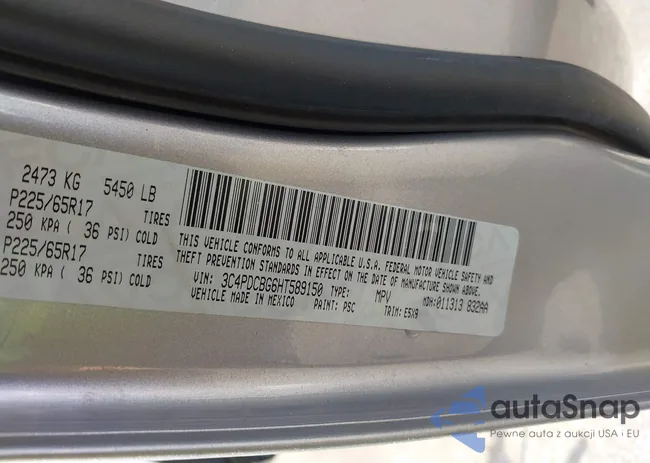 2473 KG 5450 LB
P225/65R17 TIRES
250 KPA ( 36 PSI) COLD
P225/65R17 TIRES
250 KPA ( 36 PSI) COLD
THIS VEHICLE CONFORMS TO ALL APPLICABLE U.S.A. FEDERAL MOTOR VEHICLE SAFETY AND
THEFT PREVENTION STANDARDS IN EFFECT ON THE DATE OF MANUFACTURE SHOWN ABOVE.
VIN: 3C4PDCBG6HT589150 TYPE: MPV MDH: 011313 832AA
VEHICLE MADE IN MEXICO PAINT: PSC TRIM: E5X9
autaSnap
Pewne auta z aukcji USA i EU